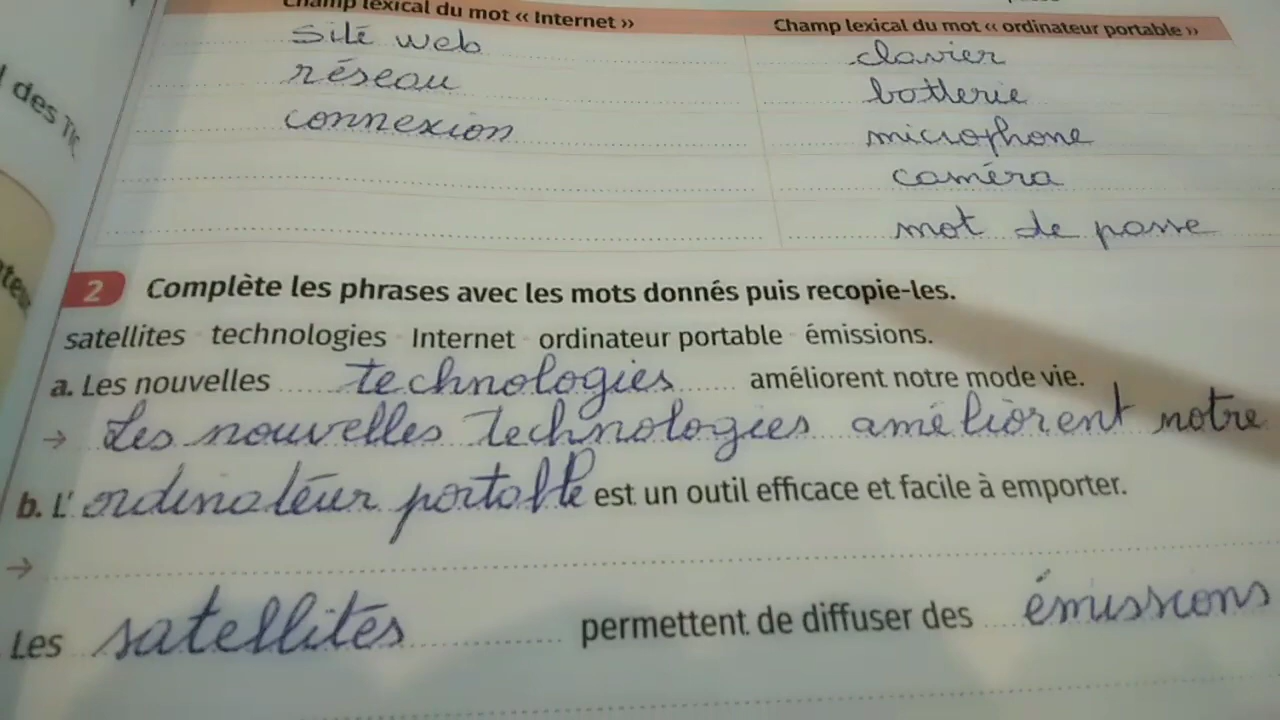 Champ lexical du mot « Internet » Champ lexical du mot « ordinateur portable »
site web clavier
réseau batterie
connexion microphone
caméra
mot de passe
des Tic
2 Complète les phrases avec les mots donnés puis recopie-les.
satellites - technologies - Internet - ordinateur portable - émissions.
a. Les nouvelles technologies améliorent notre mode vie.
→ Les nouvelles technologies améliorent notre
b. L'ordinateur portable est un outil efficace et facile à emporter.
→
Les satellites permettent de diffuser des émissions